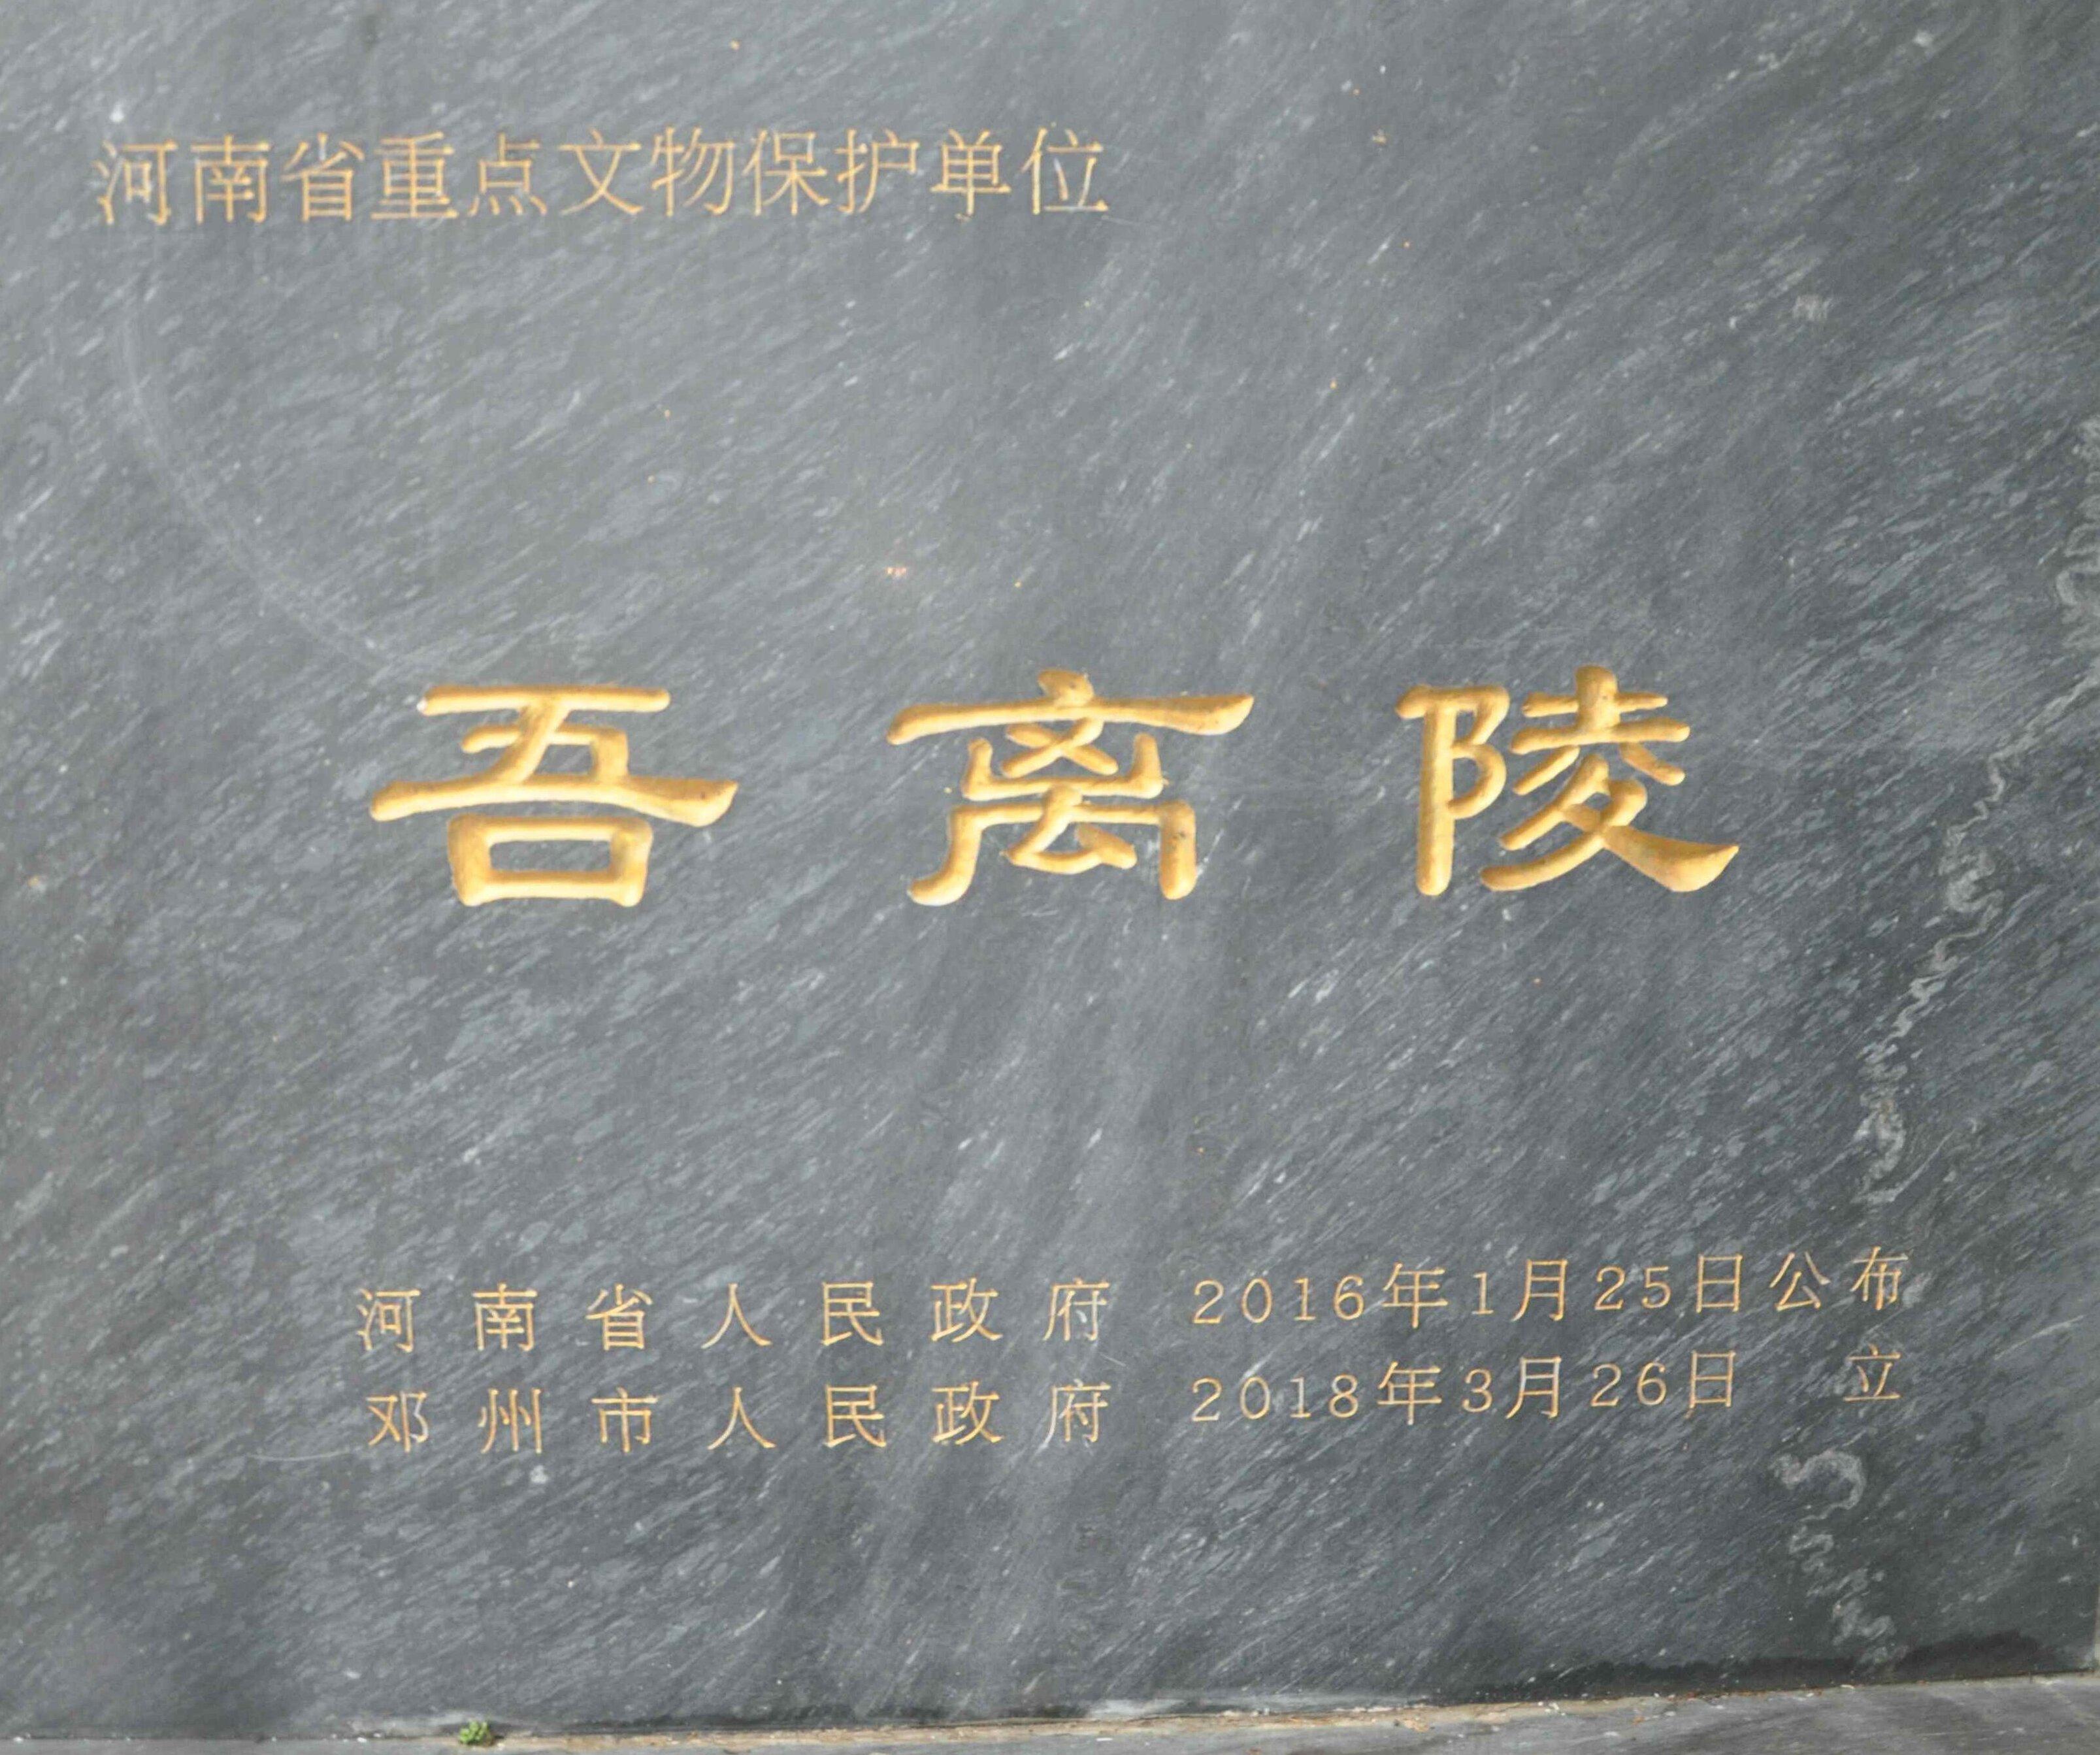 河南省重点文物保护单位
吾离陵
河南省人民政府 2016年1月25日公布
邓州市人民政府 2018年3月26日 立